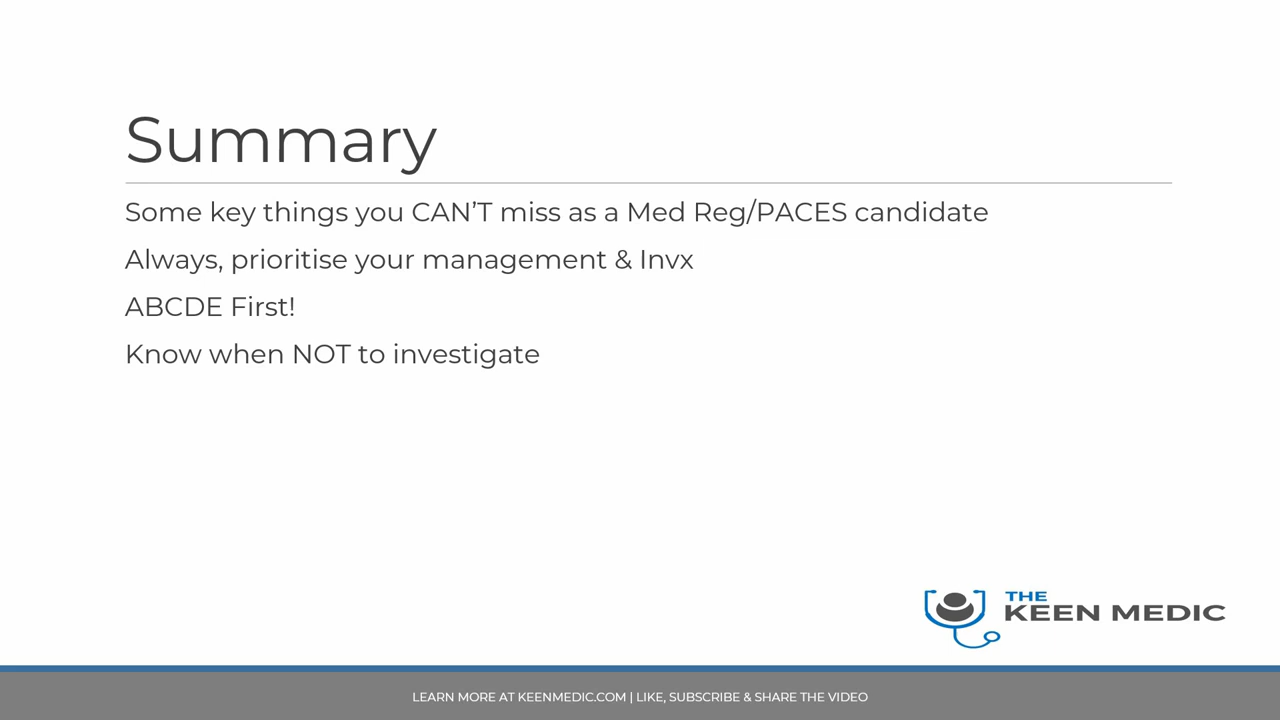 Summary
Some key things you CAN’T miss as a Med Reg/PACES candidate
Always, prioritise your management & Invx
ABCDE First!
Know when NOT to investigate
THE
KEEN MEDIC
LEARN MORE AT KEENMEDIC.COM | LIKE, SUBSCRIBE & SHARE THE VIDEO